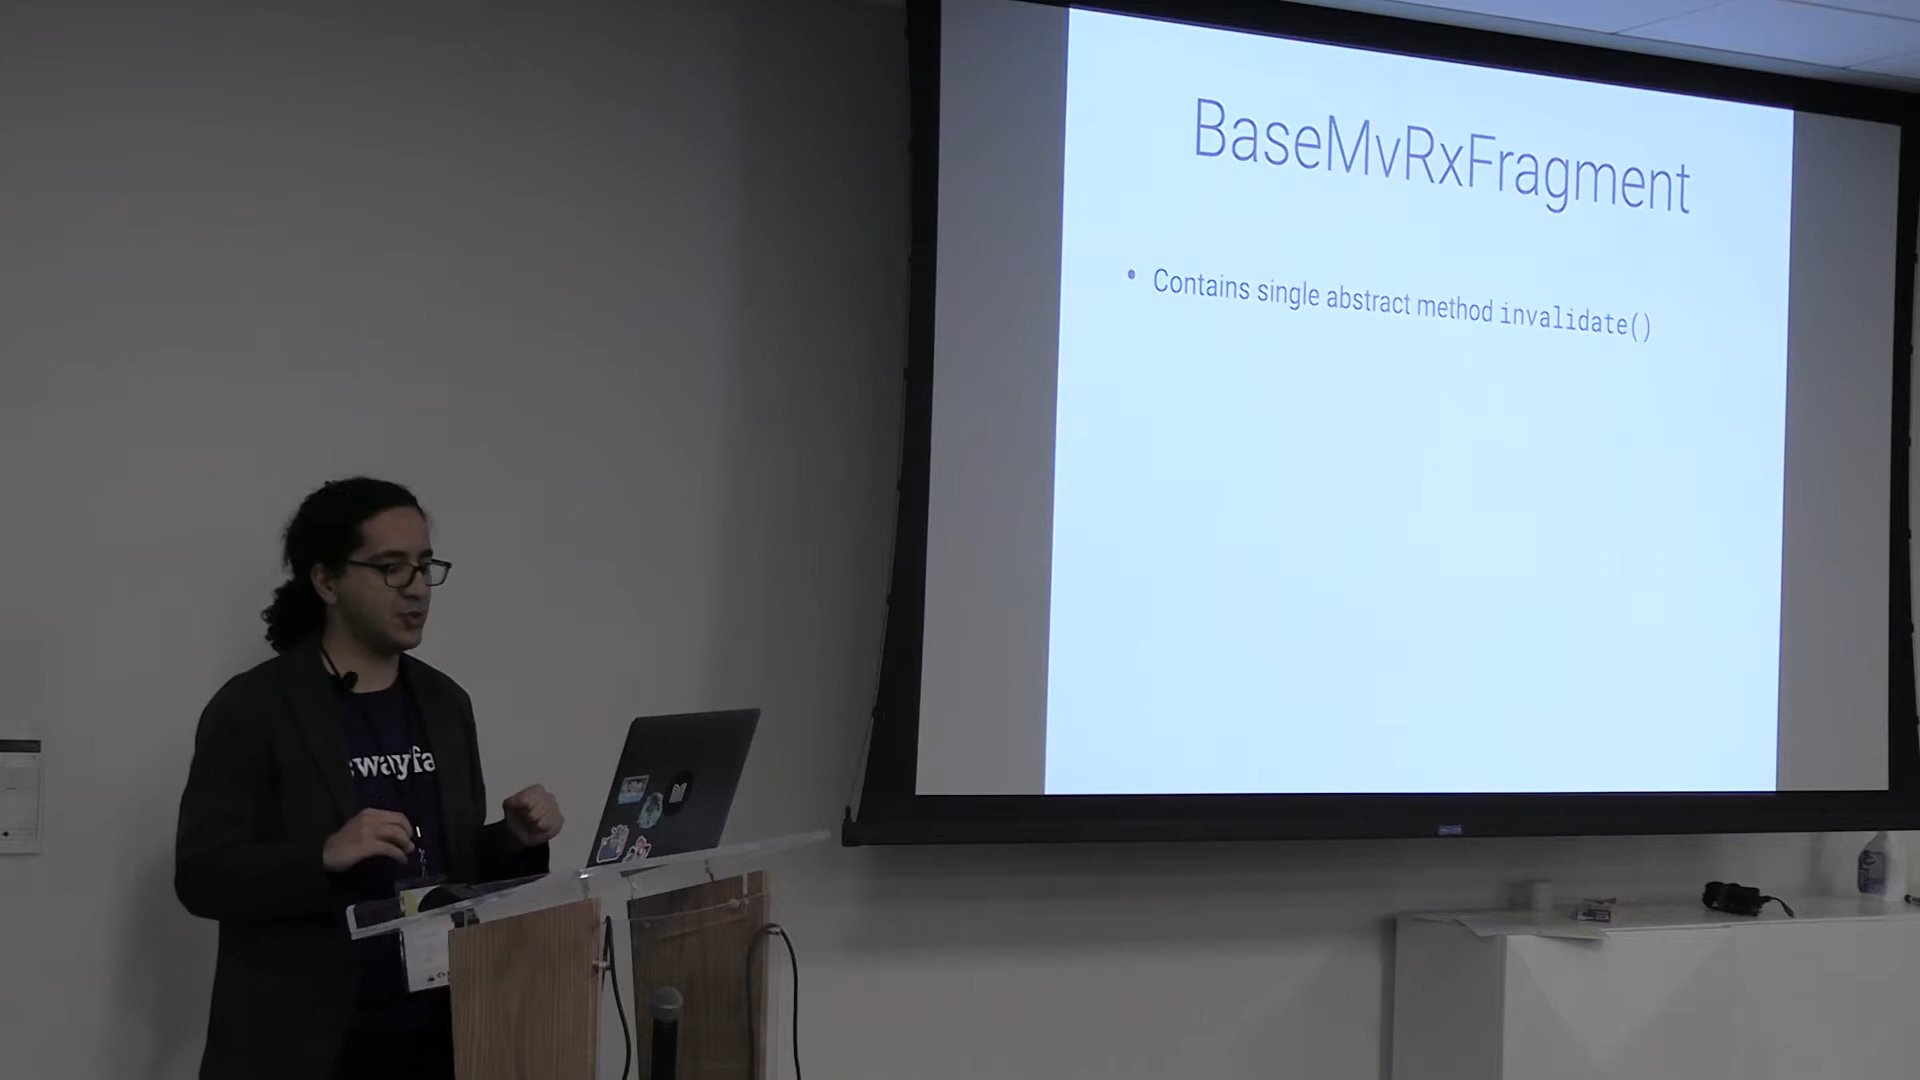 BaseMvRxFragment
• Contains single abstract method invalidate()
wayfa